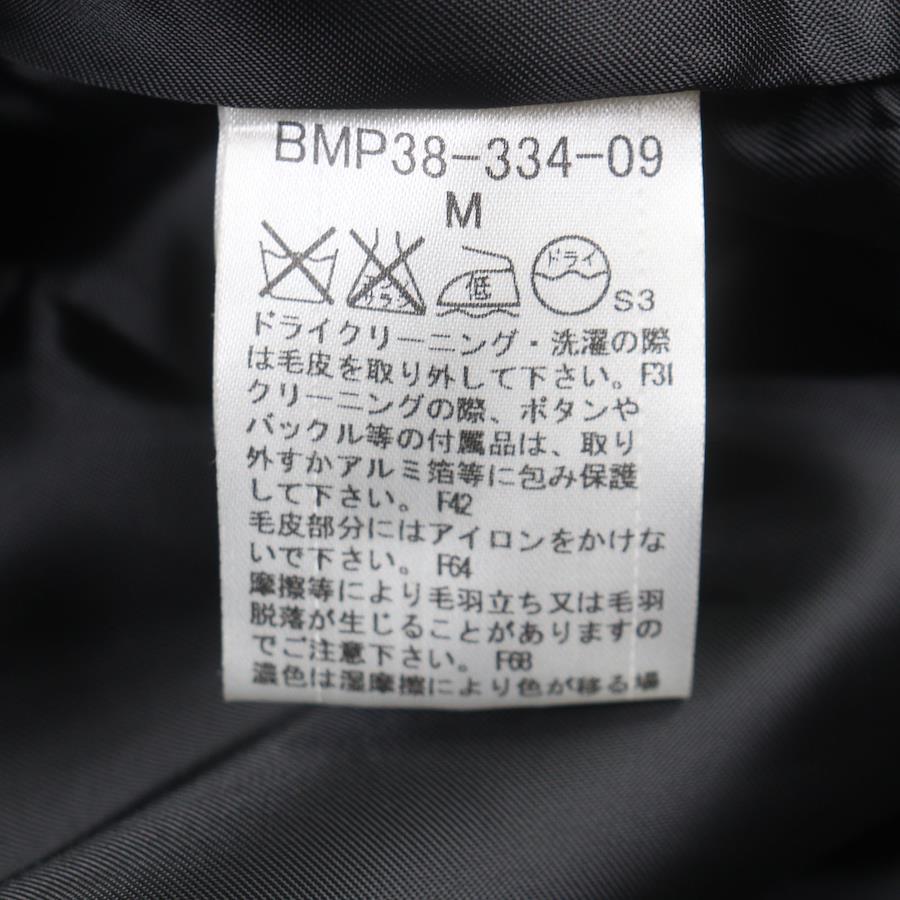 BMP38-334-09
M
低 ドライ S3
ドライクリーニング・洗濯の際
は毛皮を取り外して下さい。F31
クリーニングの際、ボタンや
バックル等の付属品は、取り
外すかアルミ箔等に包み保護
して下さい。 F42
毛皮部分にはアイロンをかけな
いで下さい。 F64
摩擦等により毛羽立ち又は毛羽
脱落が生じることがありますの
でご注意下さい。 F68
濃色は湿摩擦により色が移る場